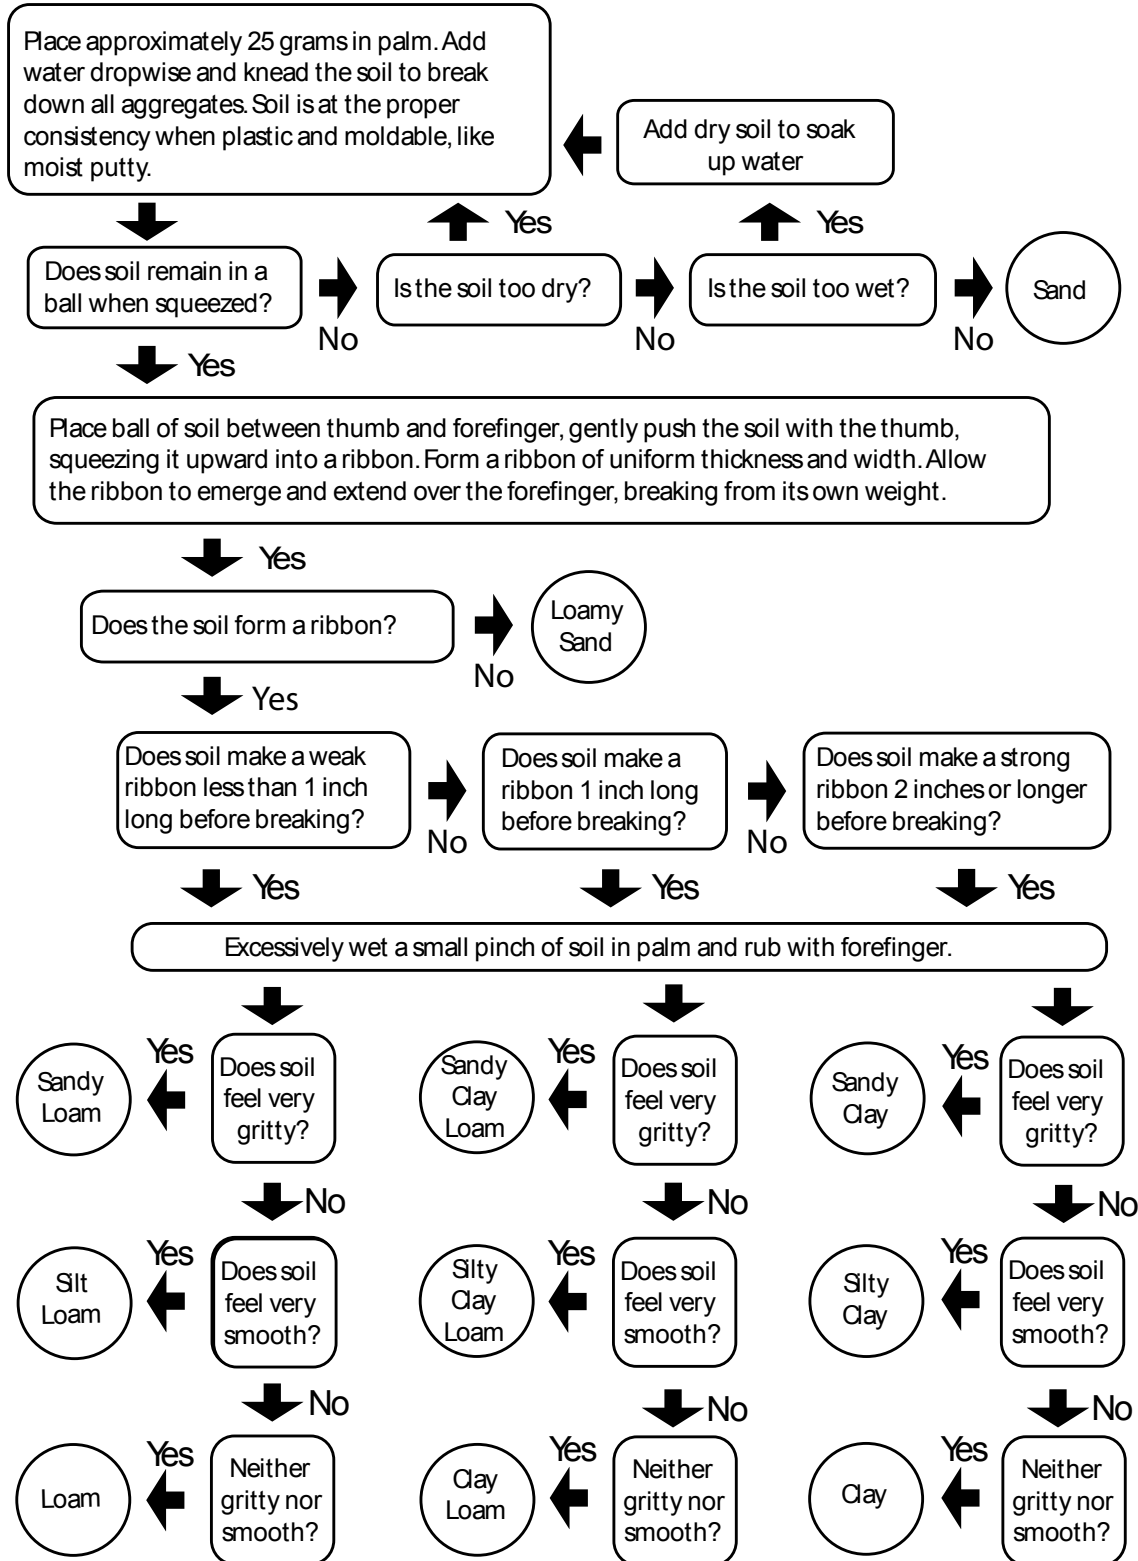 Place approximately 25 grams in palm. Add
water dropwise and knead the soil to break
down all aggregates. Soil is at the proper
consistency when plastic and moldable, like
moist putty.
Add dry soil to soak
up water
Yes
Yes
Does soil remain in a
ball when squeezed?
No
Is the soil too dry?
No
Is the soil too wet?
No
Sand
Yes
Place ball of soil between thumb and forefinger, gently push the soil with the thumb,
squeezing it upward into a ribbon. Form a ribbon of uniform thickness and width. Allow
the ribbon to emerge and extend over the forefinger, breaking from its own weight.
Yes
Does the soil form a ribbon?
No
Loamy
Sand
Yes
Does soil make a weak
ribbon less than 1 inch
long before breaking?
No
Does soil make a
ribbon 1 inch long
before breaking?
No
Does soil make a strong
ribbon 2 inches or longer
before breaking?
Yes
Yes
Yes
Excessively wet a small pinch of soil in palm and rub with forefinger.
Sandy
Loam
Yes
Does soil
feel very
gritty?
Sandy
Clay
Loam
Yes
Does soil
feel very
gritty?
Sandy
Clay
Yes
Does soil
feel very
gritty?
No
No
No
Silt
Loam
Yes
Does soil
feel very
smooth?
Silty
Clay
Loam
Yes
Does soil
feel very
smooth?
Silty
Clay
Yes
Does soil
feel very
smooth?
No
No
No
Loam
Yes
Neither
gritty nor
smooth?
Clay
Loam
Yes
Neither
gritty nor
smooth?
Clay
Yes
Neither
gritty nor
smooth?